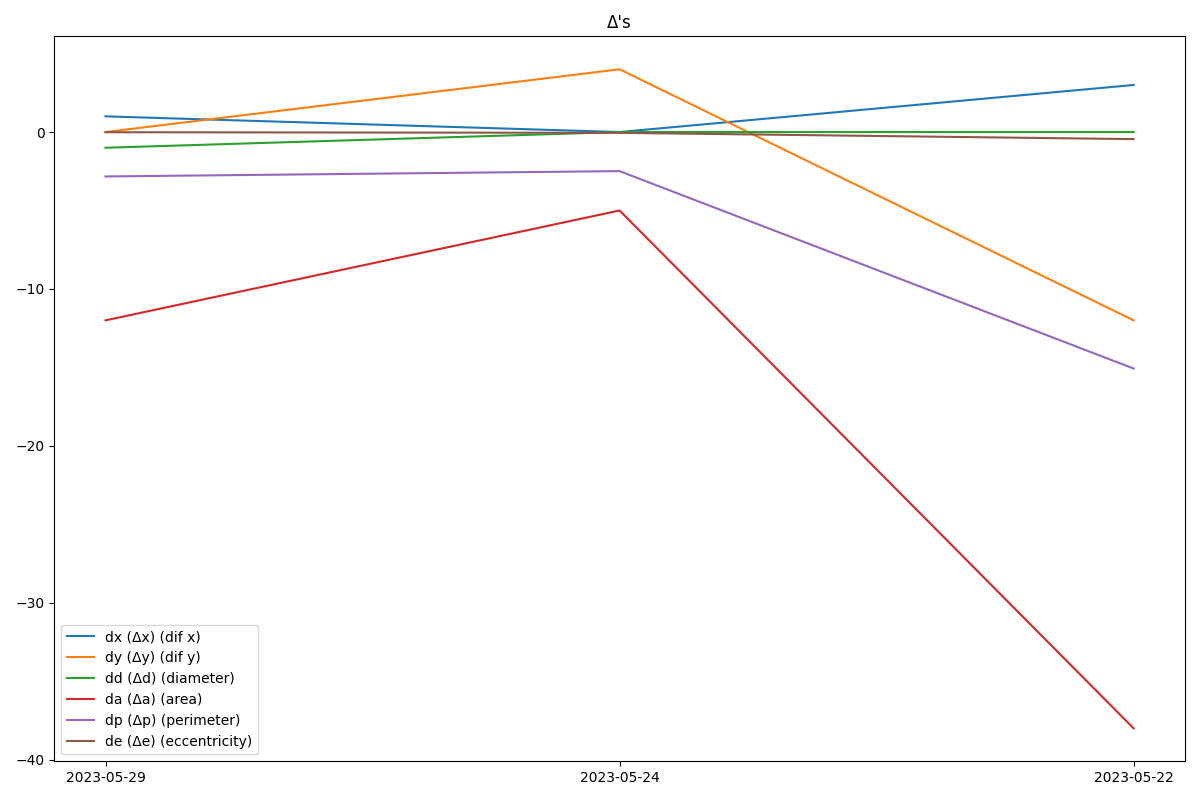 Δ's
0
−10
−20
−30
−40
dx (Δx) (dif x)
dy (Δy) (dif y)
dd (Δd) (diameter)
da (Δa) (area)
dp (Δp) (perimeter)
de (Δe) (eccentricity)
2023-05-29 2023-05-24 2023-05-22